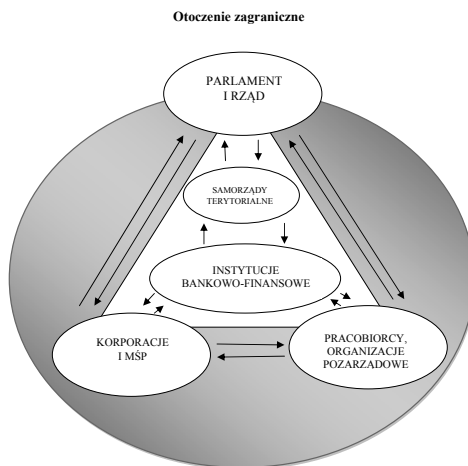 Otoczenie zagraniczne
PARLAMENT
I RZĄD
SAMORZĄDY
TERYTORIALNE
INSTYTUCJE
BANKOWO-FINANSOWE
KORPORACJE
I MŚP
PRACOBIORCY,
ORGANIZACJE
POZARZĄDOWE